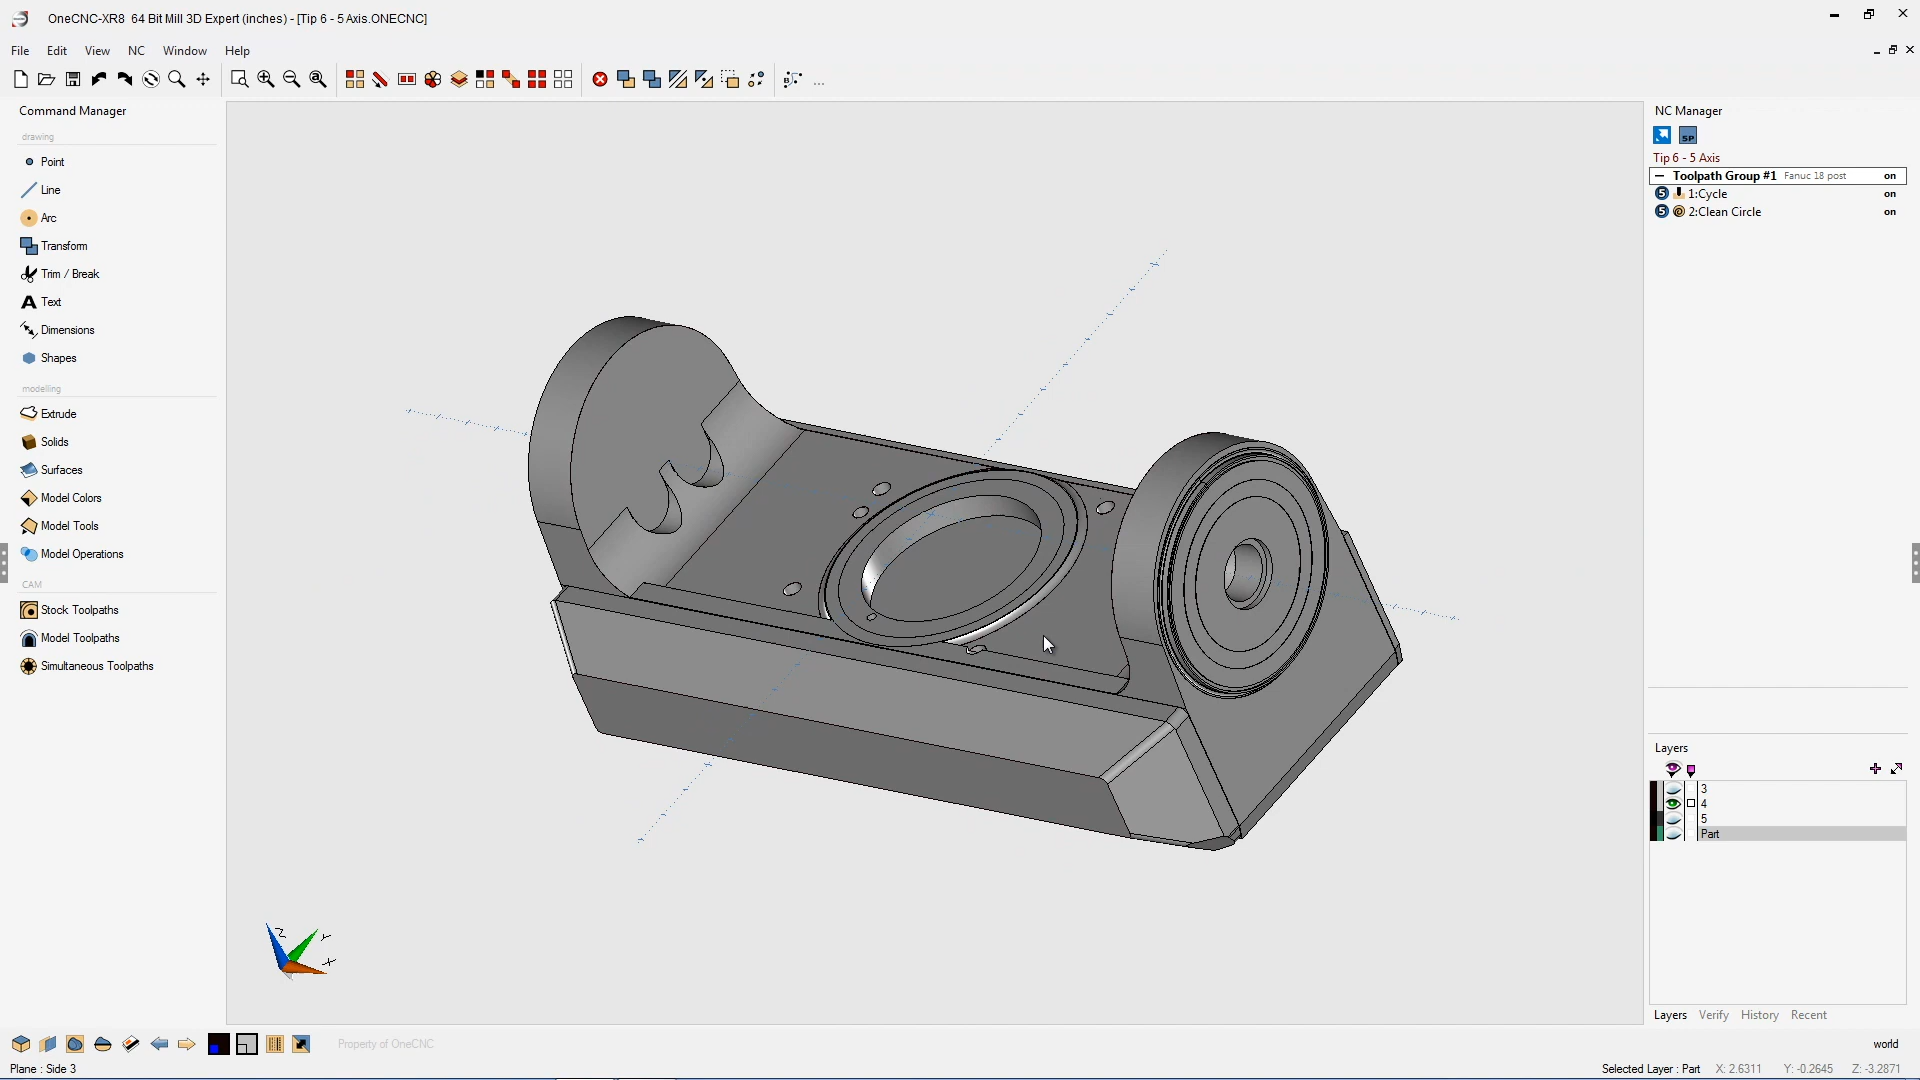 OneCNC-XR8 64 Bit Mill 3D Expert (inches) - [Tip 6 - 5 Axis.ONECNC]
File Edit View NC Window Help
...
Command Manager
drawing
Point
Line
Arc
Transform
Trim / Break
A Text
Dimensions
Shapes
modelling
Extrude
Solids
Surfaces
Model Colors
Model Tools
Model Operations
CAM
Stock Toolpaths
Model Toolpaths
Simultaneous Toolpaths
Z Y X
NC Manager
SP
Tip 6 - 5 Axis
Toolpath Group #1 Fanuc 18 post on
5 1:Cycle on
5 2:Clean Circle on
Layers
3
4
5
Part
Layers Verify History Recent
Property of OneCNC
world
Plane : Side 3
Selected Layer : Part X: 2.6311 Y: -0.2645 Z: -3.2871